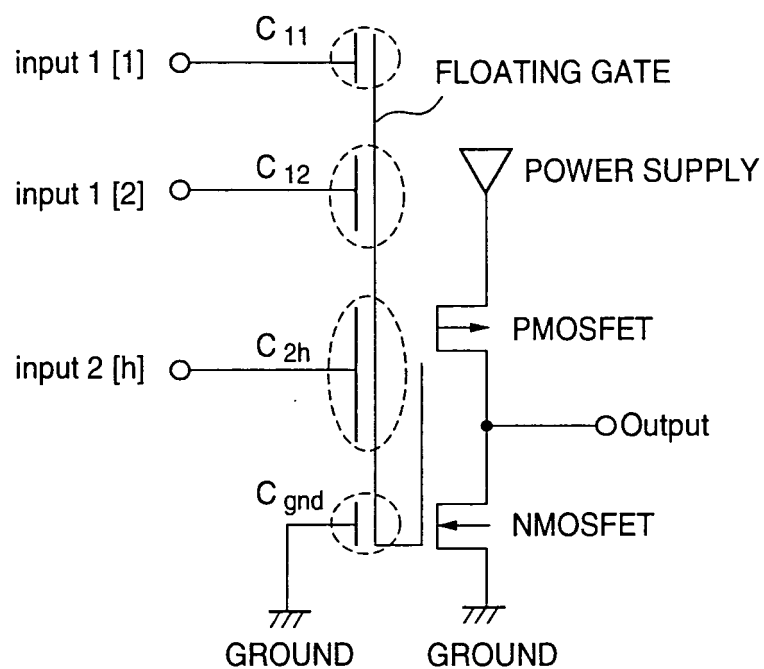 C 11
input 1 [1]
FLOATING GATE
C 12
POWER SUPPLY
input 1 [2]
PMOSFET
C 2h
input 2 [h]
Output
C gnd
NMOSFET
GROUND
GROUND